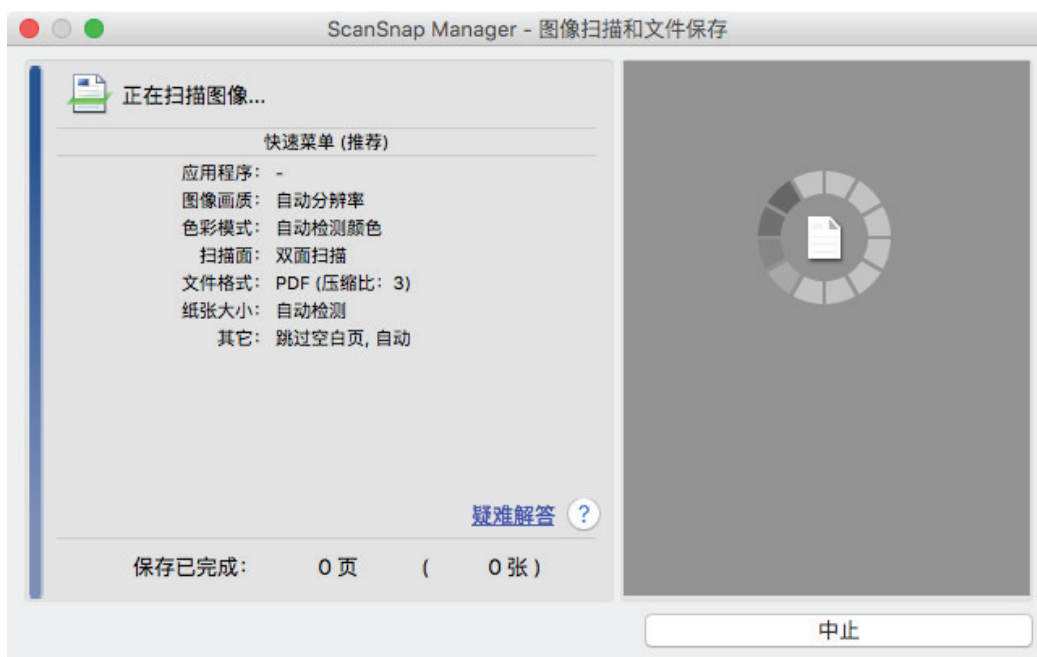 ScanSnap Manager - 图像扫描和文件保存
正在扫描图像...
快速菜单 (推荐)
应用程序: -
图像画质: 自动分辨率
色彩模式: 自动检测颜色
扫描面: 双面扫描
文件格式: PDF (压缩比: 3)
纸张大小: 自动检测
其它: 跳过空白页, 自动
疑难解答 ?
保存已完成: 0 页 ( 0 张 )
中止